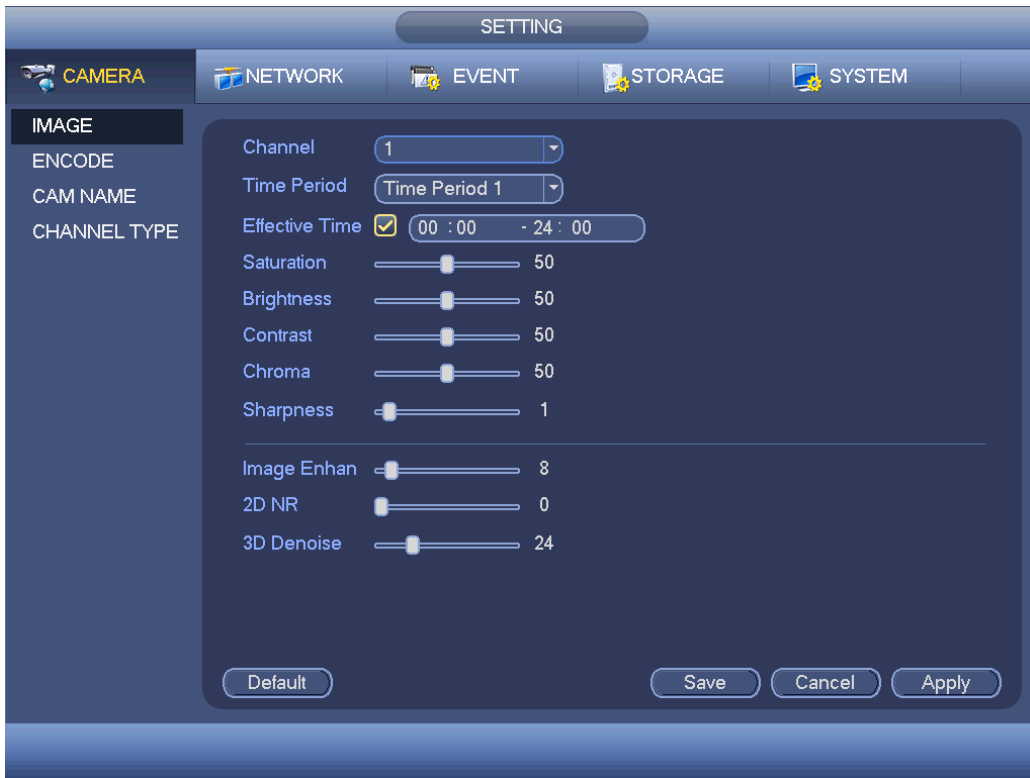 SETTING
CAMERA NETWORK EVENT STORAGE SYSTEM
IMAGE
ENCODE
CAM NAME
CHANNEL TYPE
Channel 1
Time Period Time Period 1
Effective Time 00 :00 - 24 : 00
Saturation 50
Brightness 50
Contrast 50
Chroma 50
Sharpness 1
Image Enhan 8
2D NR 0
3D Denoise 24
Default Save Cancel Apply